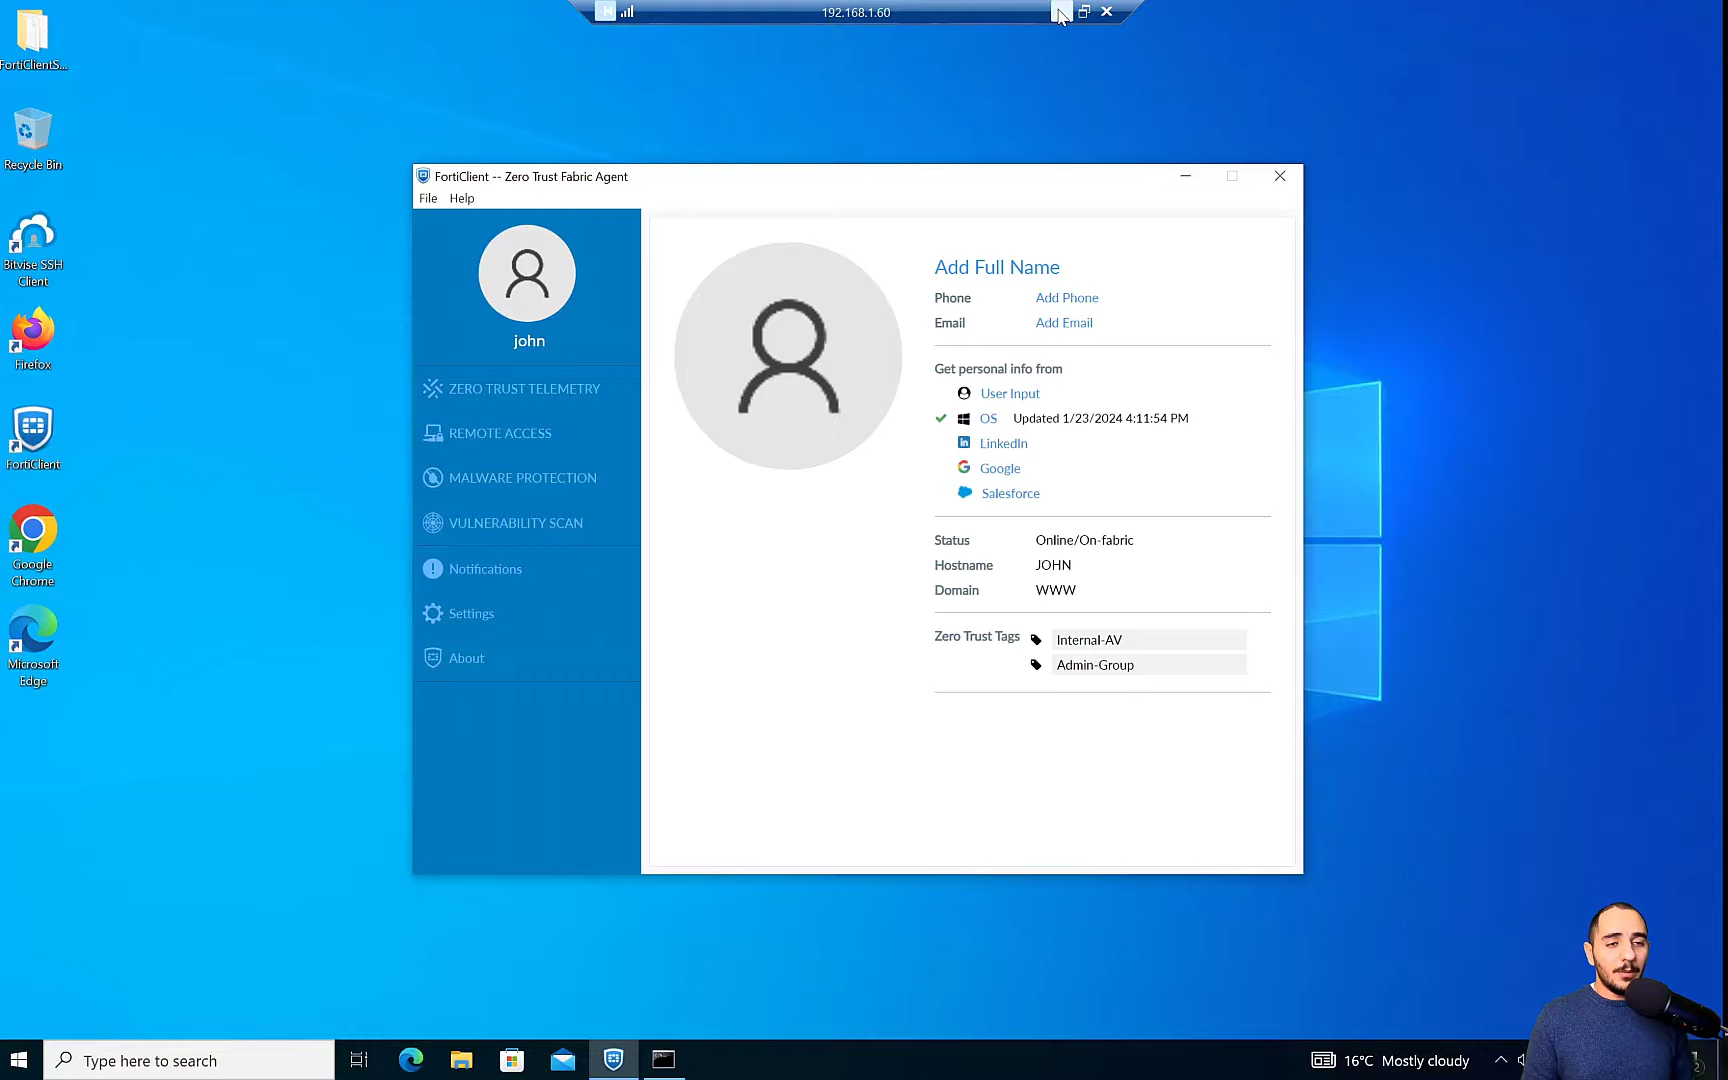 192.168.1.60
FortiClientS...
Recycle Bin
Bitvise SSH
Client
Firefox
FortiClient
Google
Chrome
Microsoft
Edge
FortiClient -- Zero Trust Fabric Agent
File Help
john
ZERO TRUST TELEMETRY
REMOTE ACCESS
MALWARE PROTECTION
VULNERABILITY SCAN
Notifications
Settings
About
Add Full Name
Phone Add Phone
Email Add Email
Get personal info from
User Input
OS Updated 1/23/2024 4:11:54 PM
LinkedIn
Google
Salesforce
Status Online/On-fabric
Hostname JOHN
Domain WWW
Zero Trust Tags Internal-AV
Admin-Group
Type here to search
16°C Mostly cloudy